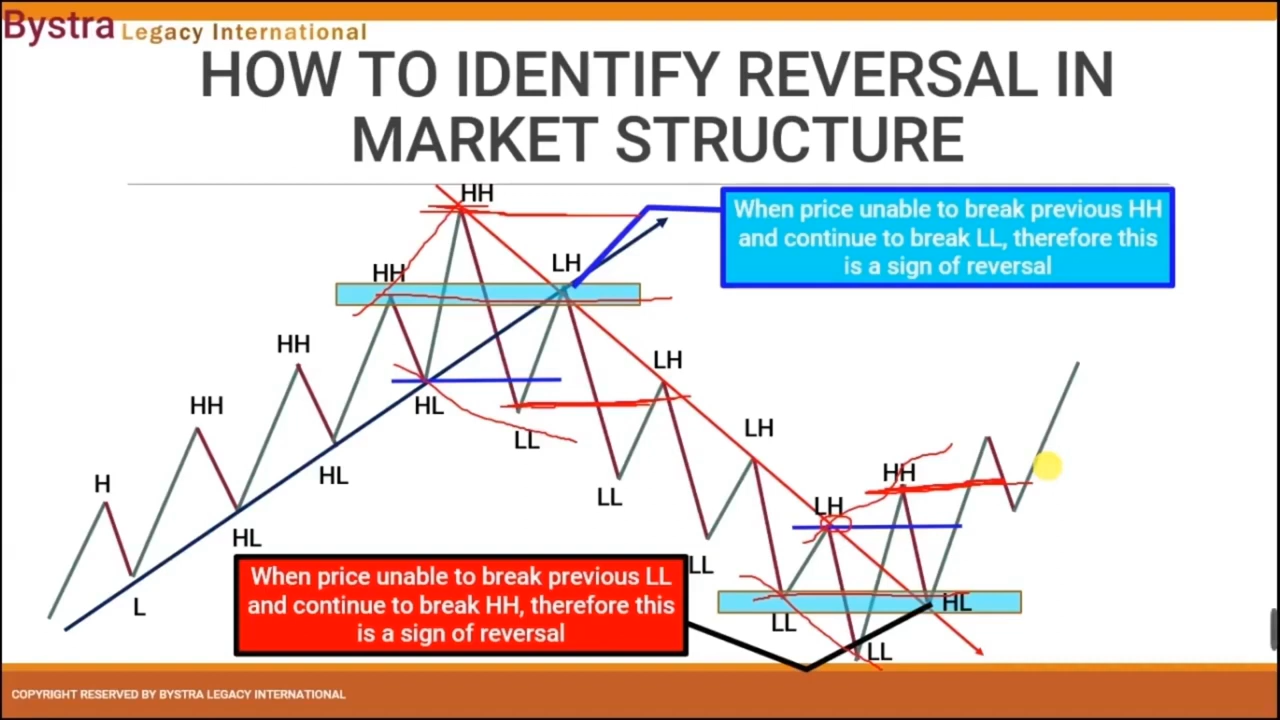 Bystra Legacy International
HOW TO IDENTIFY REVERSAL IN
MARKET STRUCTURE
HH
When price unable to break previous HH
and continue to break LL, therefore this
is a sign of reversal
LH
HH
HH
LH
HH
HL
LH
LL
H
HL
HH
LL
LH
HL
LL
When price unable to break previous LL
and continue to break HH, therefore this
is a sign of reversal
L
HL
LL
LL
COPYRIGHT RESERVED BY BYSTRA LEGACY INTERNATIONAL